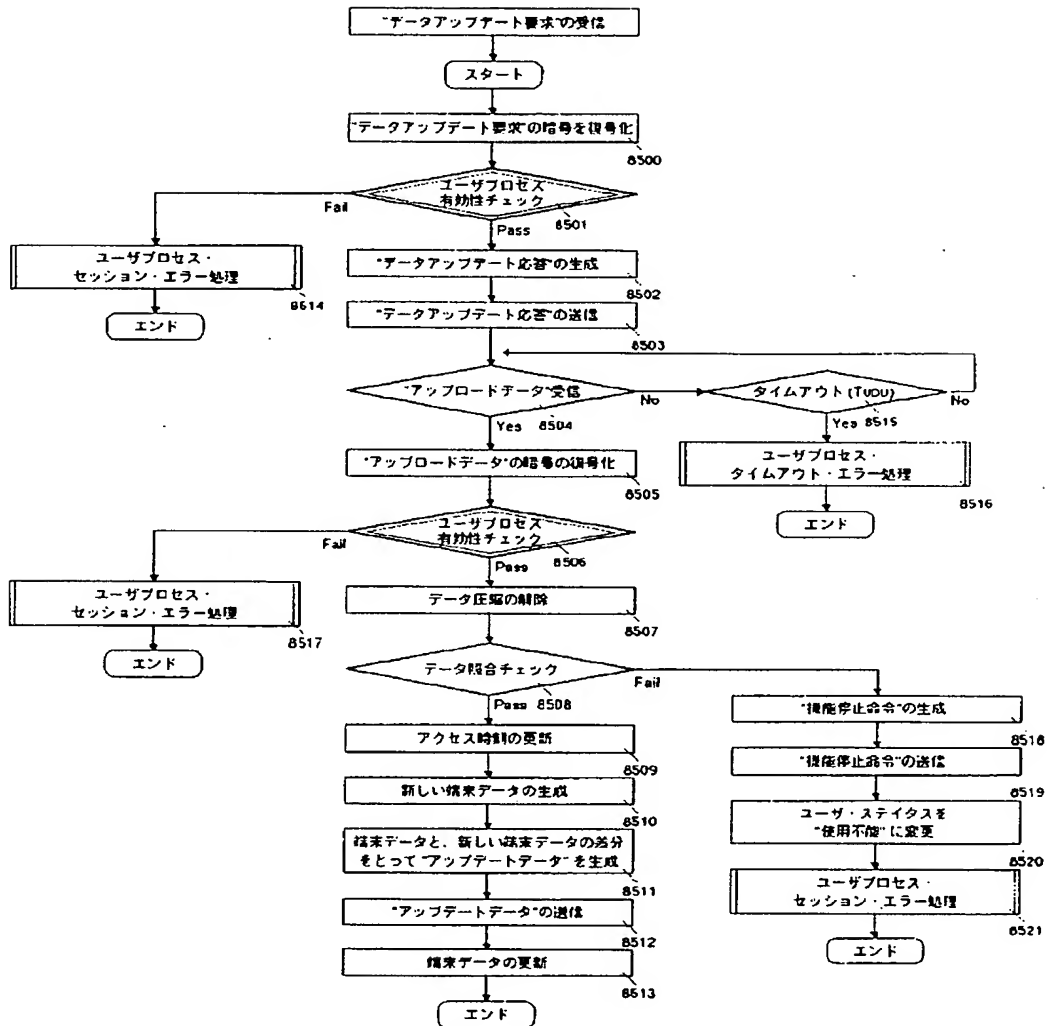 "データアップデート要求"の受信
スタート
"データアップデート要求"の暗号を復号化
8500
ユーザプロセス
有効性チェック
8501
Fail
Pass
ユーザプロセス・
セッション・エラー処理
8514
エンド
"データアップデート応答"の生成
8502
"データアップデート応答"の送信
8503
"アップロードデータ"受信
8504
No
Yes
タイムアウト(TUDU)
8515
No
Yes
ユーザプロセス・
タイムアウト・エラー処理
8516
エンド
"アップロードデータ"の暗号の復号化
8505
ユーザプロセス
有効性チェック
8506
Fail
Pass
ユーザプロセス・
セッション・エラー処理
8517
エンド
データ圧縮の解除
8507
データ照合チェック
8508
Fail
Pass
"機能停止命令"の生成
8518
"機能停止命令"の送信
8519
ユーザ・ステイタスを
"使用不能"に変更
8520
ユーザプロセス・
セッション・エラー処理
8521
エンド
アクセス時刻の更新
8509
新しい端末データの生成
8510
端末データと、新しい端末データの差分
をとって"アップデートデータ"を生成
8511
"アップデートデータ"の送信
8512
端末データの更新
8513
エンド